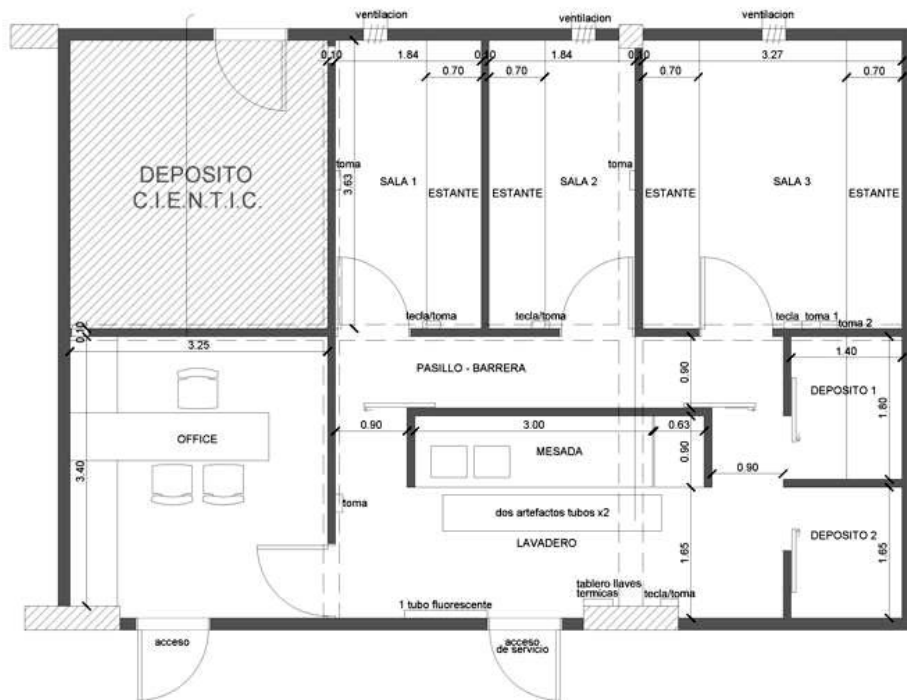 ventilacion
ventilacion
ventilacion
0.10
1.84
0.10
1.84
0.10
3.27
0.70
0.70
0.70
0.70
DEPOSITO
C.I.E.N.T.I.C.
toma
3.63
SALA 1
ESTANTE
ESTANTE
SALA 2
toma
ESTANTE
SALA 3
ESTANTE
tecla/toma
tecla/toma
tecla
toma 1
toma 2
0.10
3.25
PASILLO - BARRERA
0.90
1.40
DEPOSITO 1
1.80
OFFICE
0.90
3.00
0.63
MESADA
0.90
0.90
3.40
toma
dos artefactos tubos x2
LAVADERO
1.65
DEPOSITO 2
1.65
tablero llaves
termicas
tecla/toma
1 tubo fluorescente
acceso
acceso
de servicio